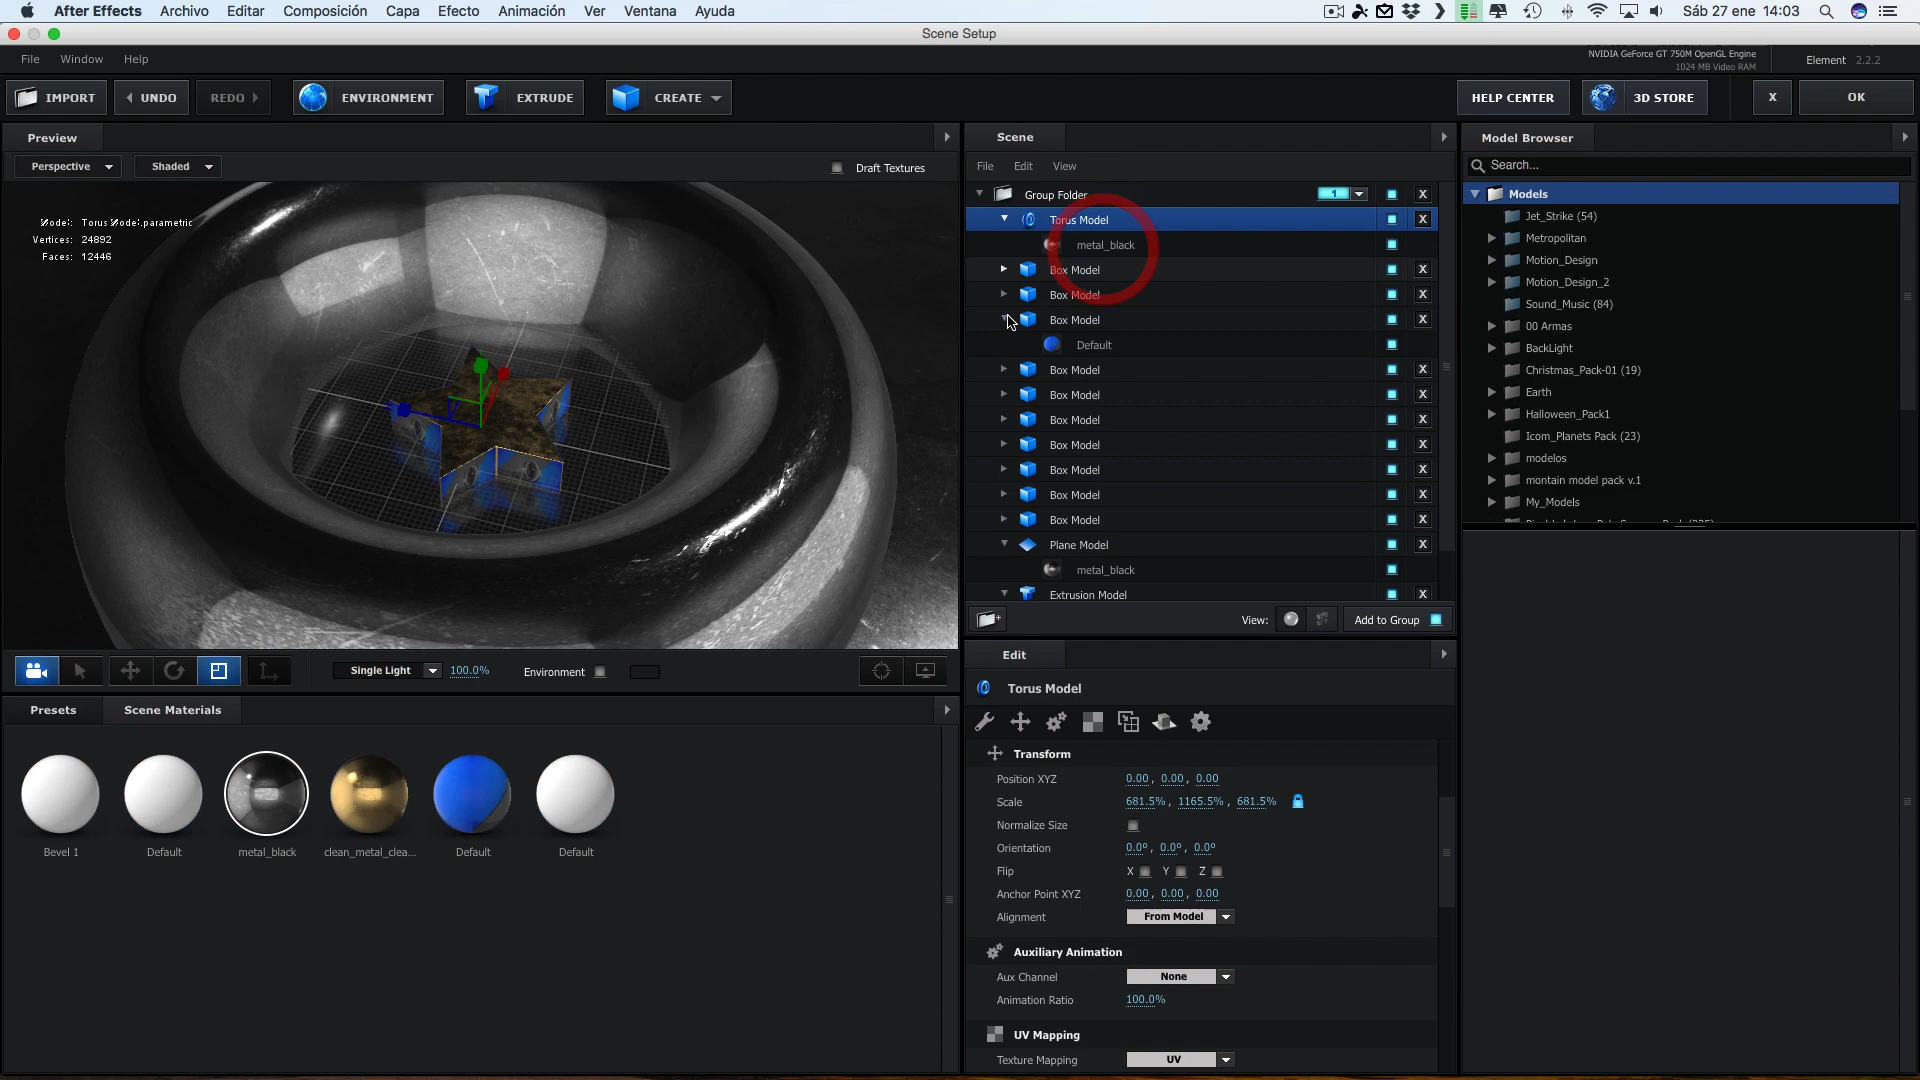 After Effects Archivo Editar Composición Capa Efecto Animación Ver Ventana Ayuda Sáb 27 ene 14:03
Scene Setup
File Window Help
NVIDIA GeForce GT 750M OpenGL Engine
1024 MB Video RAM
Element 2.2.2
IMPORT UNDO REDO ENVIRONMENT EXTRUDE CREATE HELP CENTER 3D STORE X OK
Preview
Perspective Shaded Draft Textures
Model: Torus Model.parametric
Vertices: 24892
Faces: 12446
Single Light 100.0% Environment
Presets Scene Materials
Bevel 1 Default metal_black clean_metal_clea... Default Default
Scene
File Edit View
Group Folder 1 X
Torus Model X
metal_black
Box Model X
Box Model X
Box Model X
Default
Box Model X
Box Model X
Box Model X
Box Model X
Box Model X
Box Model X
Box Model X
Plane Model X
metal_black
Extrusion Model X
View: Add to Group
Edit
Torus Model
Transform
Position XYZ 0.00, 0.00, 0.00
Scale 681.5%, 1165.5%, 681.5%
Normalize Size
Orientation 0.0°, 0.0°, 0.0°
Flip X Y Z
Anchor Point XYZ 0.00, 0.00, 0.00
Alignment From Model
Auxiliary Animation
Aux Channel None
Animation Ratio 100.0%
UV Mapping
Texture Mapping UV
Model Browser
Search...
Models
Jet_Strike (54)
Metropolitan
Motion_Design
Motion_Design_2
Sound_Music (84)
00 Armas
BackLight
Christmas_Pack-01 (19)
Earth
Halloween_Pack1
Icom_Planets Pack (23)
modelos
montain model pack v.1
My_Models